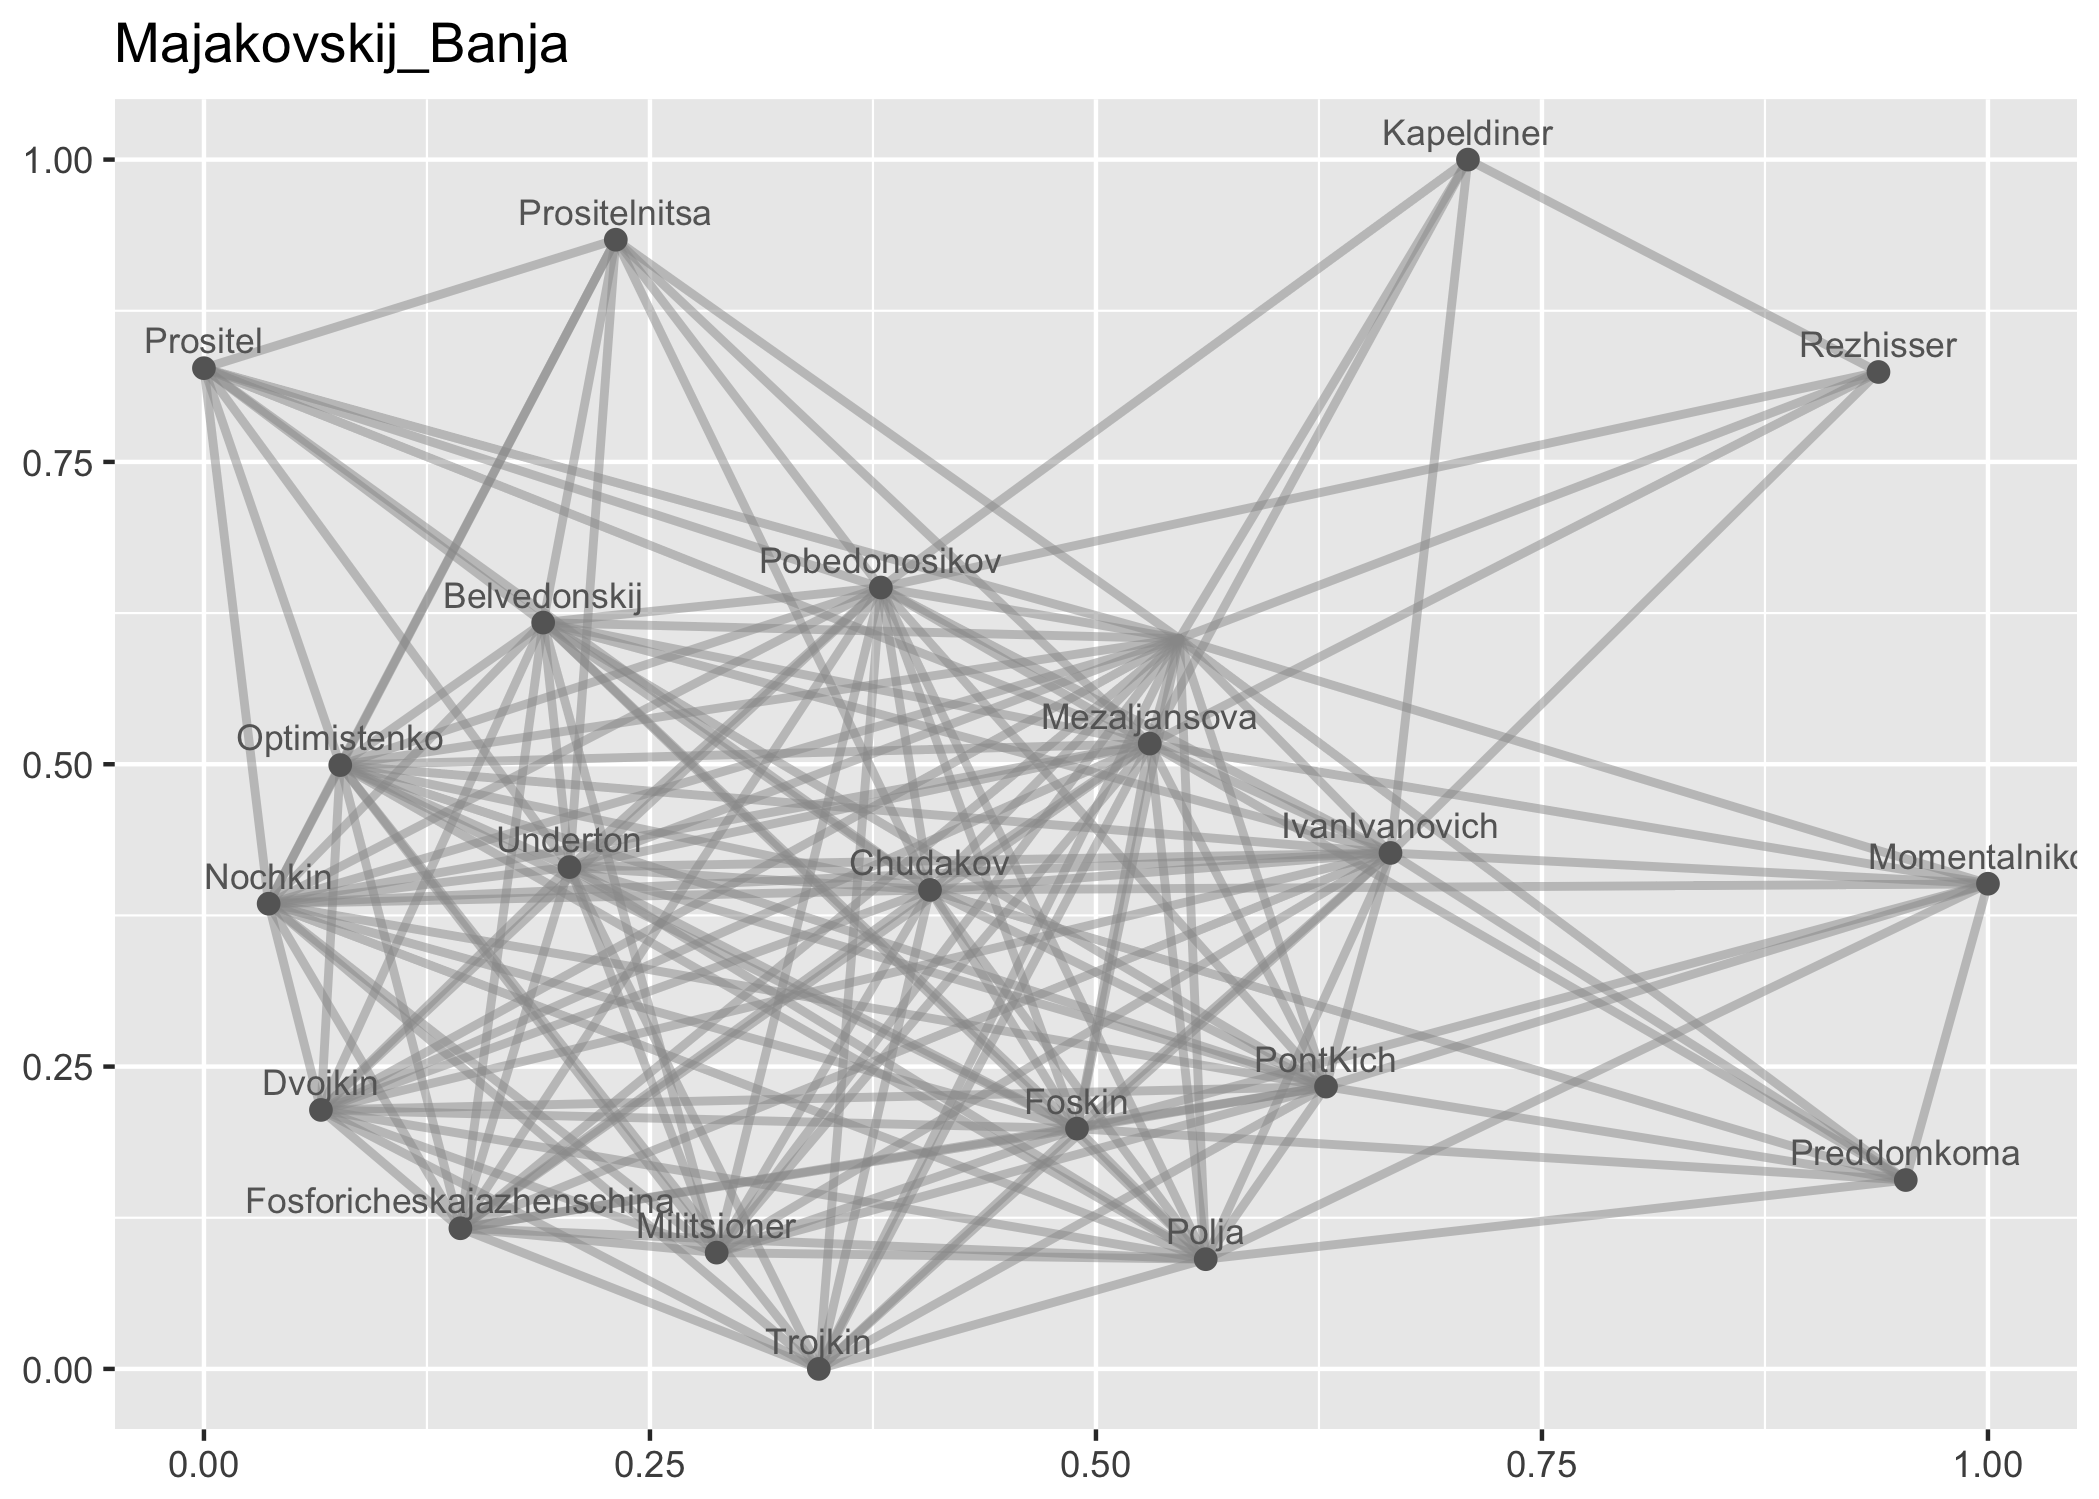 Majakovskij_Banja
Kapeldiner
1.00
Prositelnitsa
Prositel
Rezhisser
0.75
Pobedonosikov
Belvedonskij
Mezaljansova
Optimistenko
0.50
IvanIvanovich
Underton
Chudakov
Momentalniko
Nochkin
0.25
PontKich
Dvojkin
Foskin
Preddomkoma
Fosforicheskajazhenschina
Militsioner
Polja
Trojkin
0.00
0.00 0.25 0.50 0.75 1.00